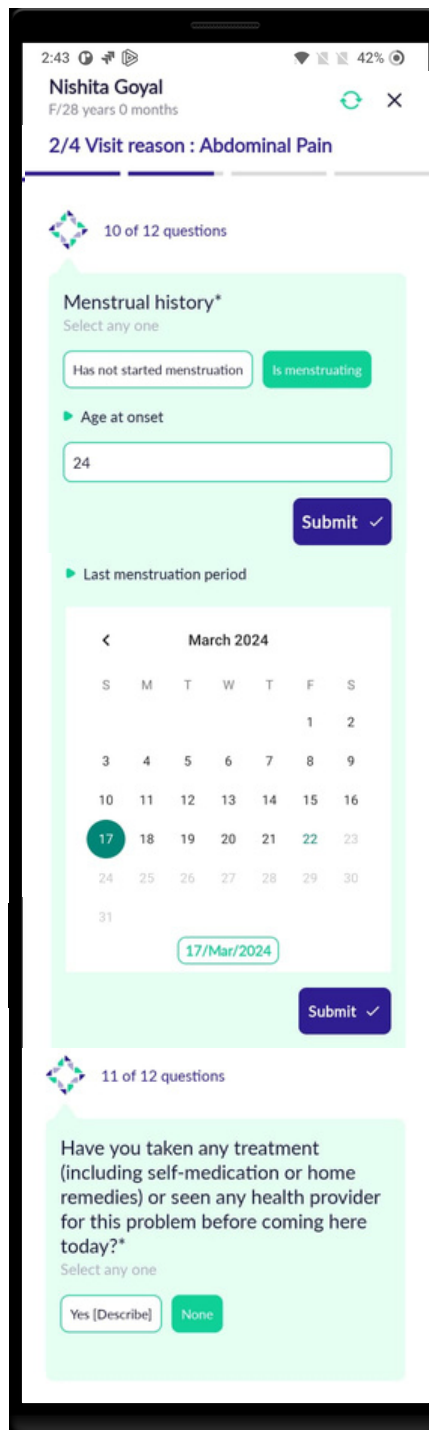 2:43 42%
Nishita Goyal
F/28 years 0 months
2/4 Visit reason : Abdominal Pain
10 of 12 questions
Menstrual history*
Select any one
Has not started menstruation Is menstruating
Age at onset
24
Submit
Last menstruation period
March 2024
S M T W T F S
1 2
3 4 5 6 7 8 9
10 11 12 13 14 15 16
17 18 19 20 21 22 23
24 25 26 27 28 29 30
31
17/Mar/2024
Submit
11 of 12 questions
Have you taken any treatment
(including self-medication or home
remedies) or seen any health provider
for this problem before coming here
today?*
Select any one
Yes [Describe] None